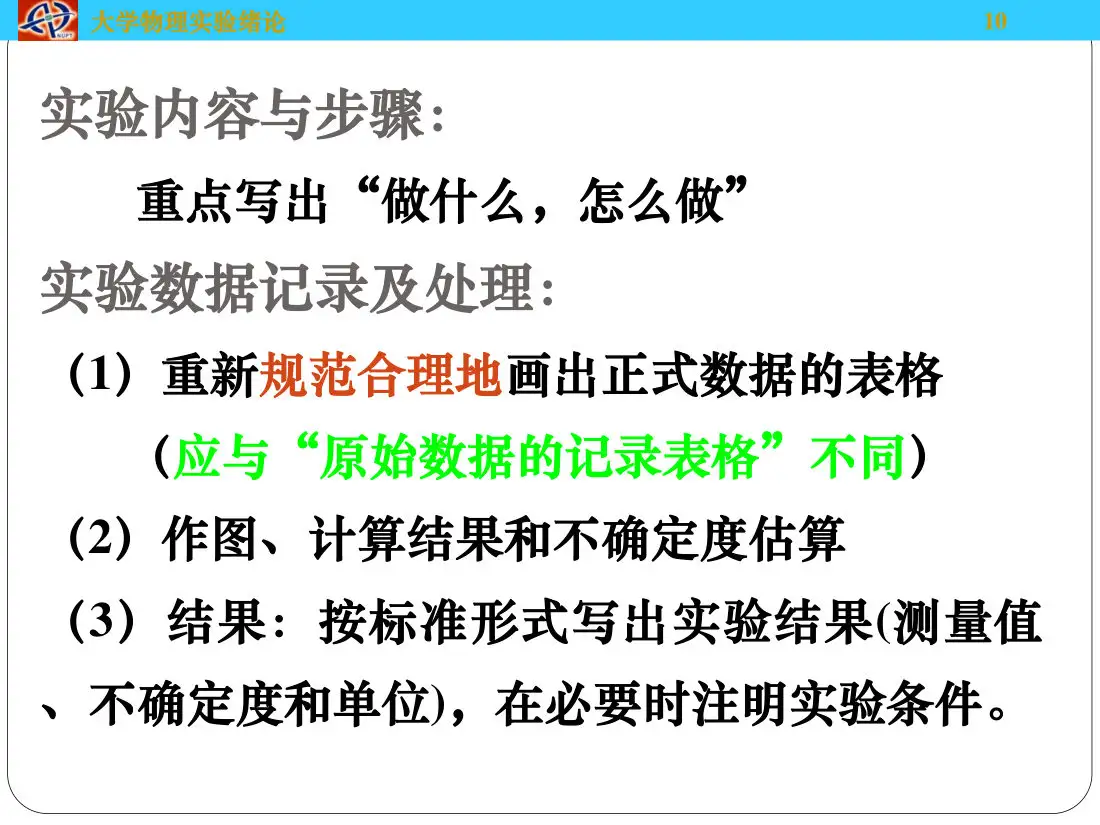 大学物理实验绪论
10
NUPT
实验内容与步骤：
重点写出“做什么，怎么做”
实验数据记录及处理：
（1）重新规范合理地画出正式数据的表格
（应与“原始数据的记录表格”不同）
（2）作图、计算结果和不确定度估算
（3）结果：按标准形式写出实验结果(测量值
、不确定度和单位)，在必要时注明实验条件。